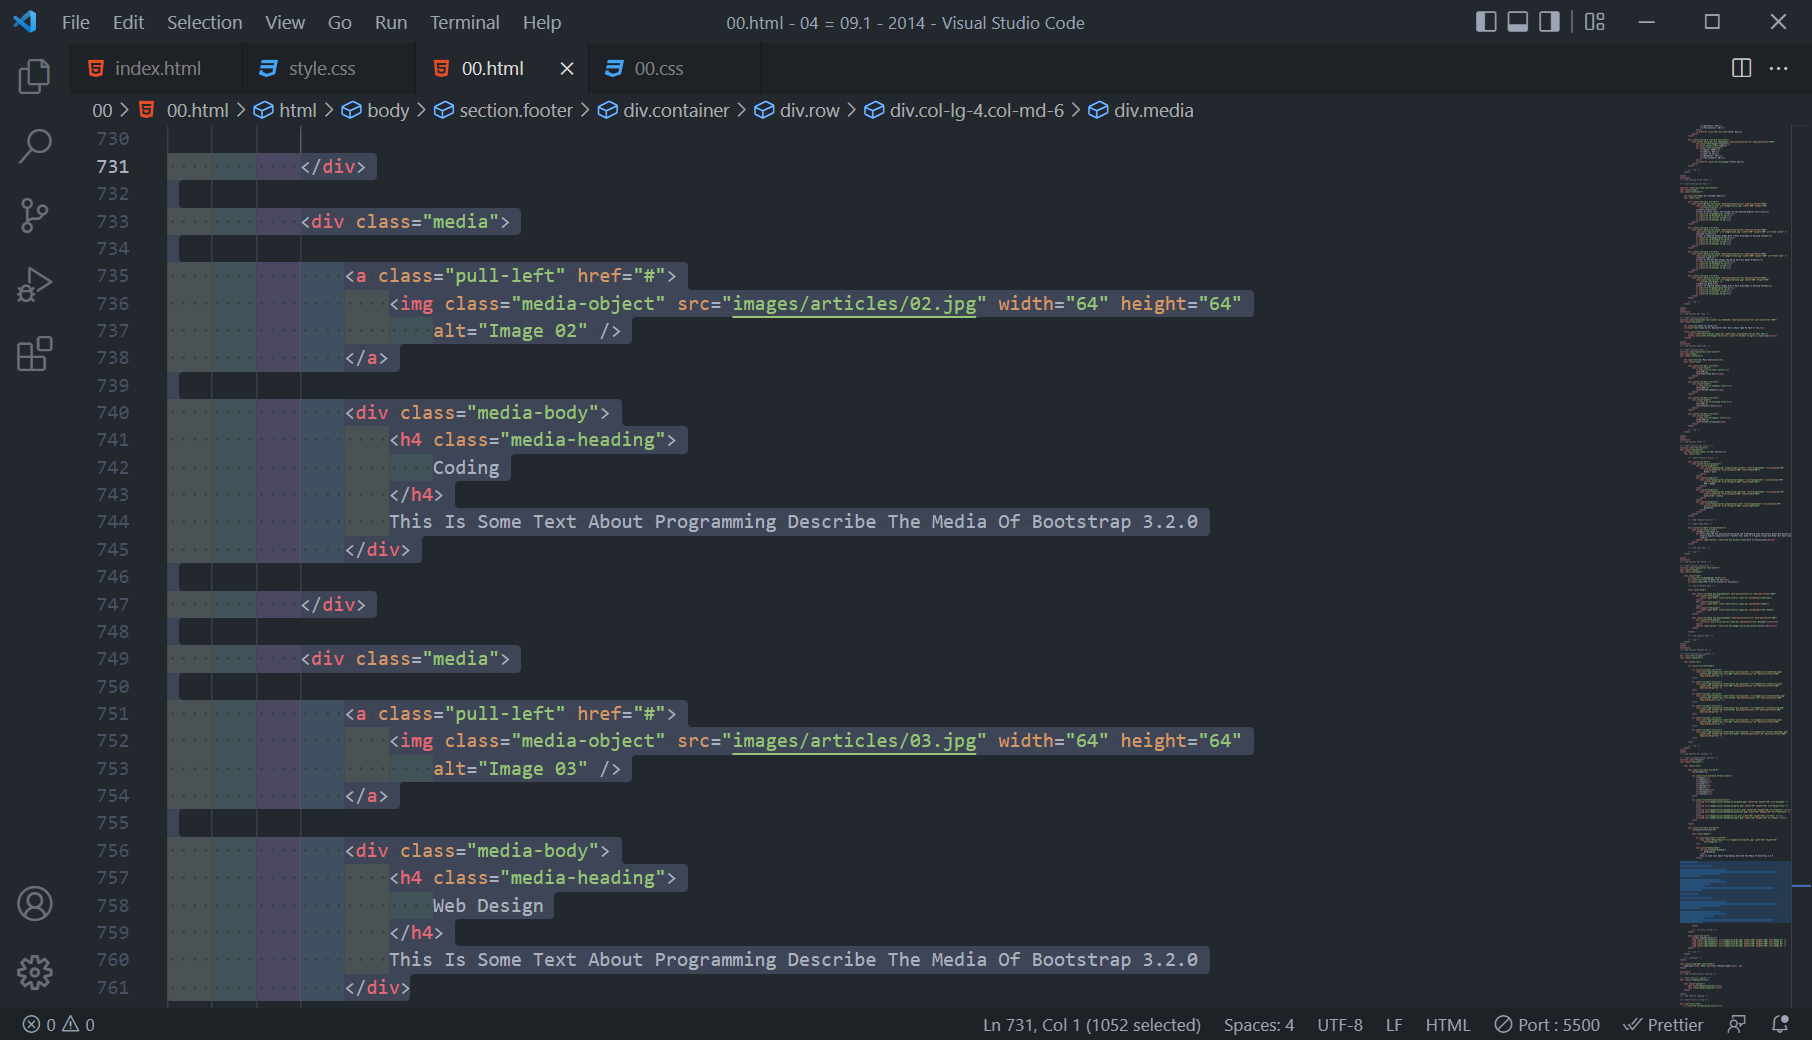 File Edit Selection View Go Run Terminal Help 00.html - 04 = 09.1 - 2014 - Visual Studio Code
index.html style.css 00.html 00.css
00 > 00.html > html > body > section.footer > div.container > div.row > div.col-lg-4.col-md-6 > div.media
730
731 </div>
732
733 <div class="media">
734
735 <a class="pull-left" href="#">
736 <img class="media-object" src="images/articles/02.jpg" width="64" height="64"
737 alt="Image 02" />
738 </a>
739
740 <div class="media-body">
741 <h4 class="media-heading">
742 Coding
743 </h4>
744 This Is Some Text About Programming Describe The Media Of Bootstrap 3.2.0
745 </div>
746
747 </div>
748
749 <div class="media">
750
751 <a class="pull-left" href="#">
752 <img class="media-object" src="images/articles/03.jpg" width="64" height="64"
753 alt="Image 03" />
754 </a>
755
756 <div class="media-body">
757 <h4 class="media-heading">
758 Web Design
759 </h4>
760 This Is Some Text About Programming Describe The Media Of Bootstrap 3.2.0
761 </div>
0 0 Ln 731, Col 1 (1052 selected) Spaces: 4 UTF-8 LF HTML Port : 5500 Prettier